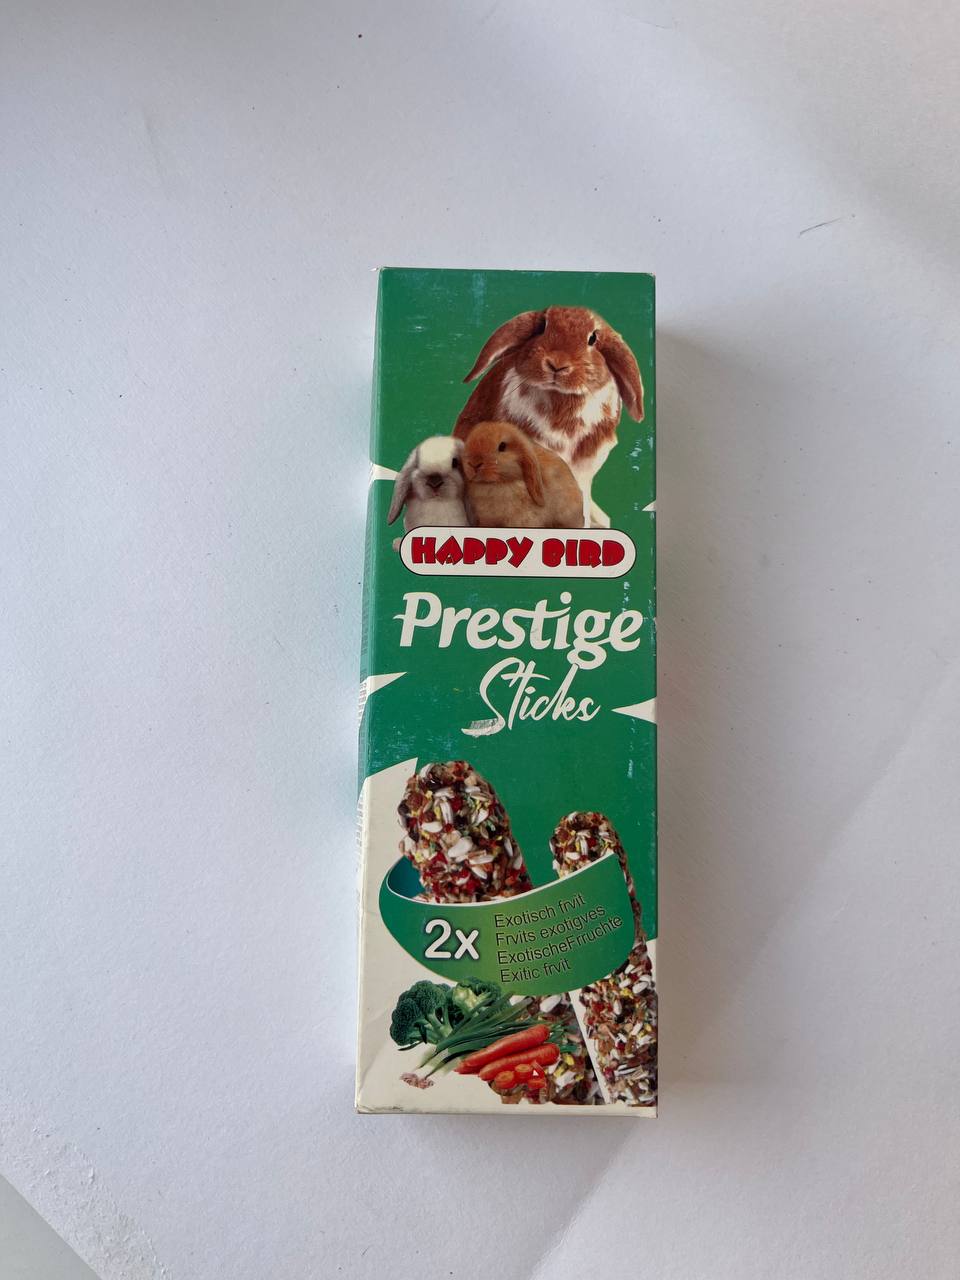 HAPPY BIRD
Prestige
Sticks
2x
Exotisch frvit
Frvits exotigves
ExotischeFrruchte
Exitic frvit